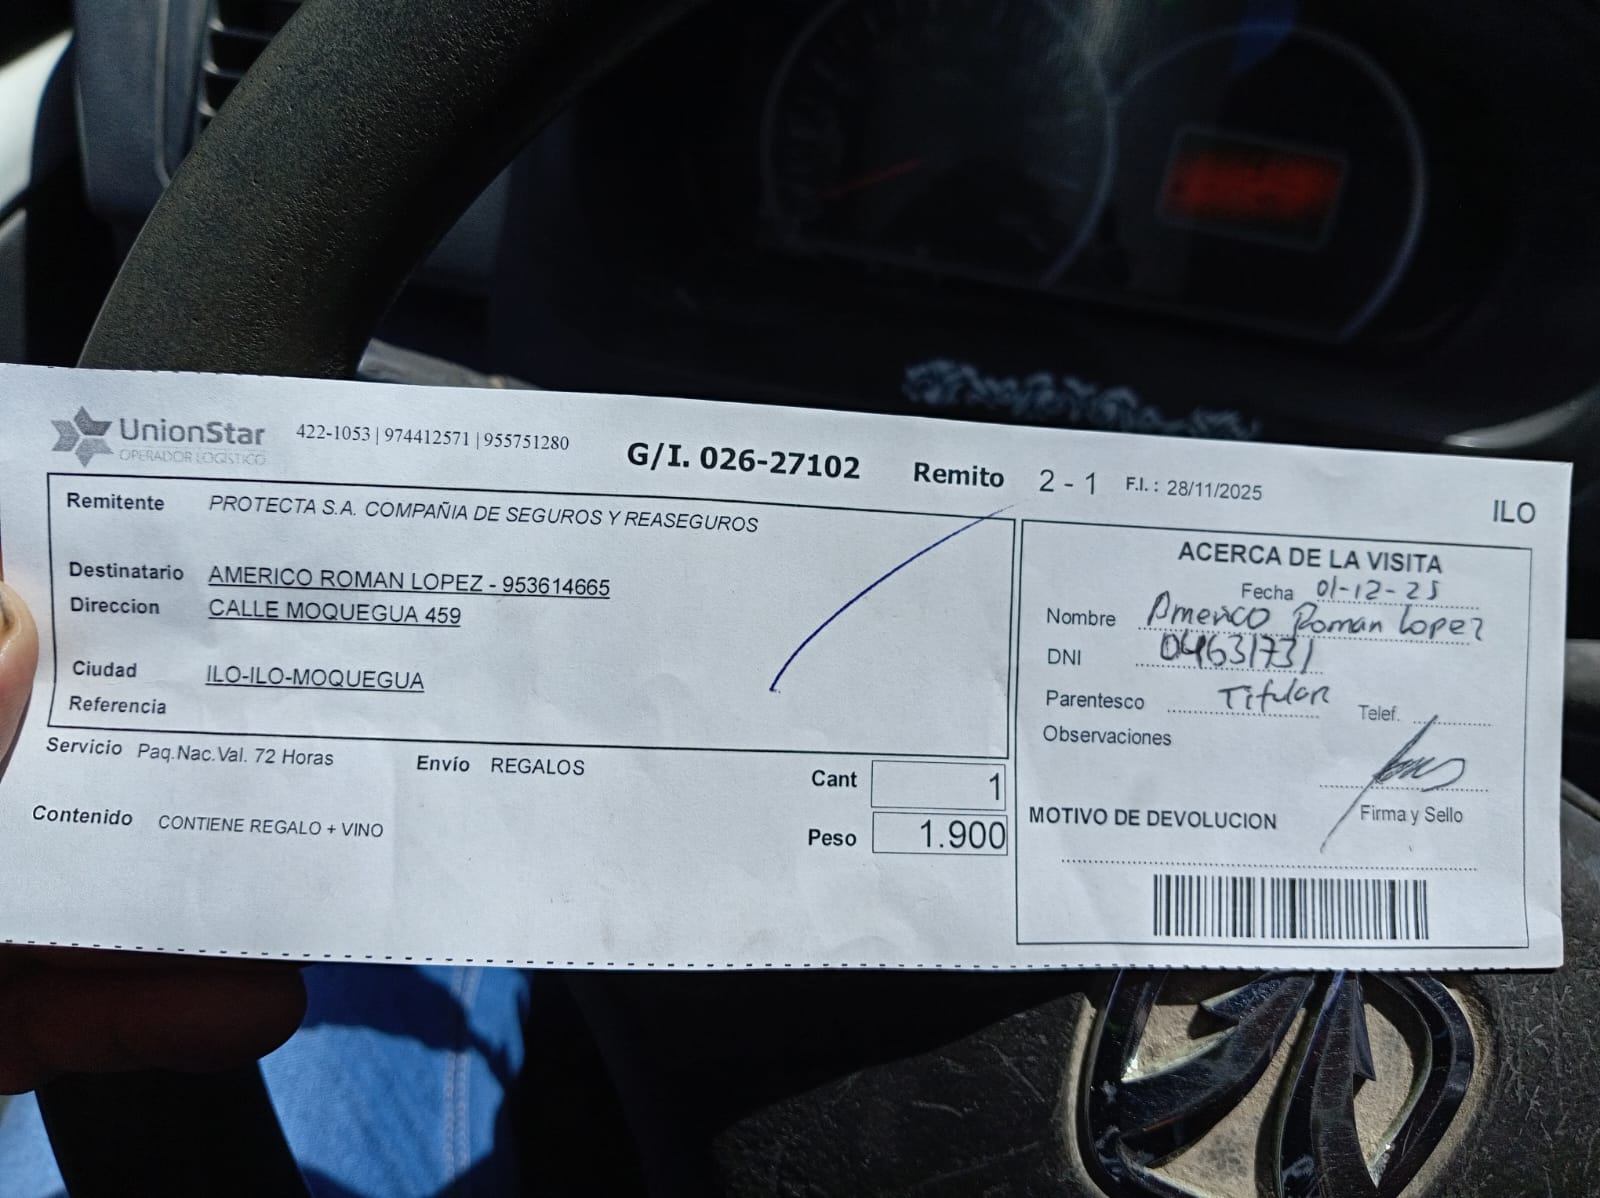 UnionStar
OPERADOR LOGÍSTICO
422-1053 | 974412571 | 955751280
G/I. 026-27102
Remito 2 - 1 F.I. : 28/11/2025
ILO
Remitente PROTECTA S.A. COMPAÑIA DE SEGUROS Y REASEGUROS
Destinatario AMERICO ROMAN LOPEZ - 953614665
Direccion CALLE MOQUEGUA 459
Ciudad ILO-ILO-MOQUEGUA
Referencia
Servicio Paq.Nac.Val. 72 Horas Envío REGALOS
Cant 1
Contenido CONTIENE REGALO + VINO
Peso 1.900
ACERCA DE LA VISITA
Fecha 01-12-25
Nombre Americo Roman Lopez
DNI 04631731
Parentesco Titular Telef.
Observaciones
Firma y Sello
MOTIVO DE DEVOLUCION